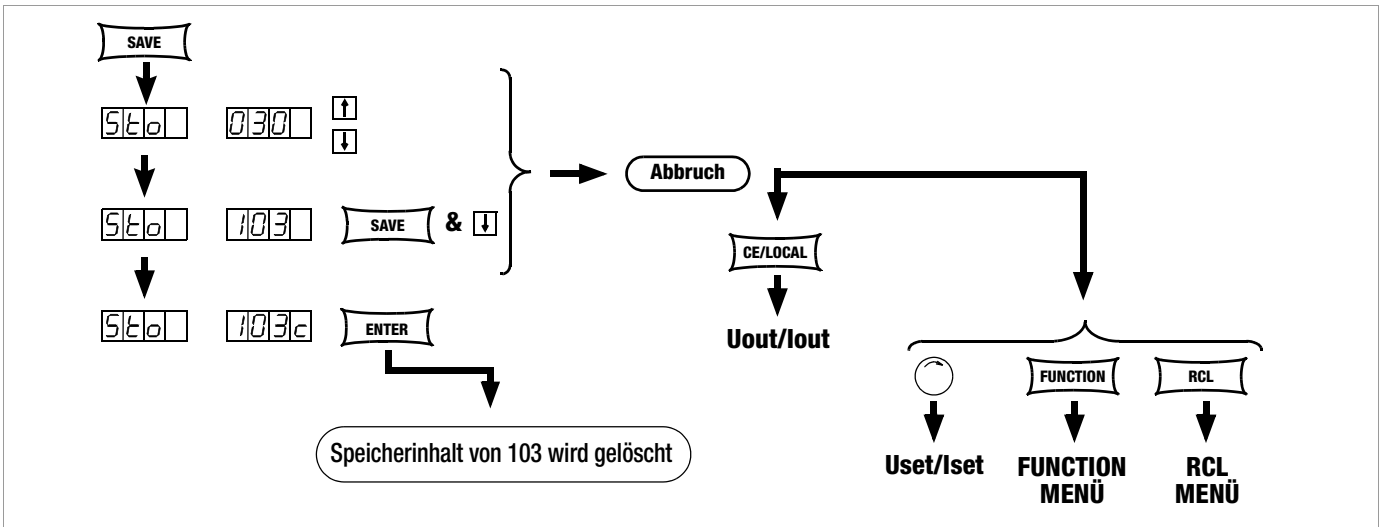 SAVE
Sto 030 ↑
↓
Abbruch
Sto 103 SAVE & ↓
CE/LOCAL
Sto 103c ENTER
Uout/Iout
FUNCTION RCL
Speicherinhalt von 103 wird gelöscht
Uset/Iset FUNCTION MENÜ RCL MENÜ